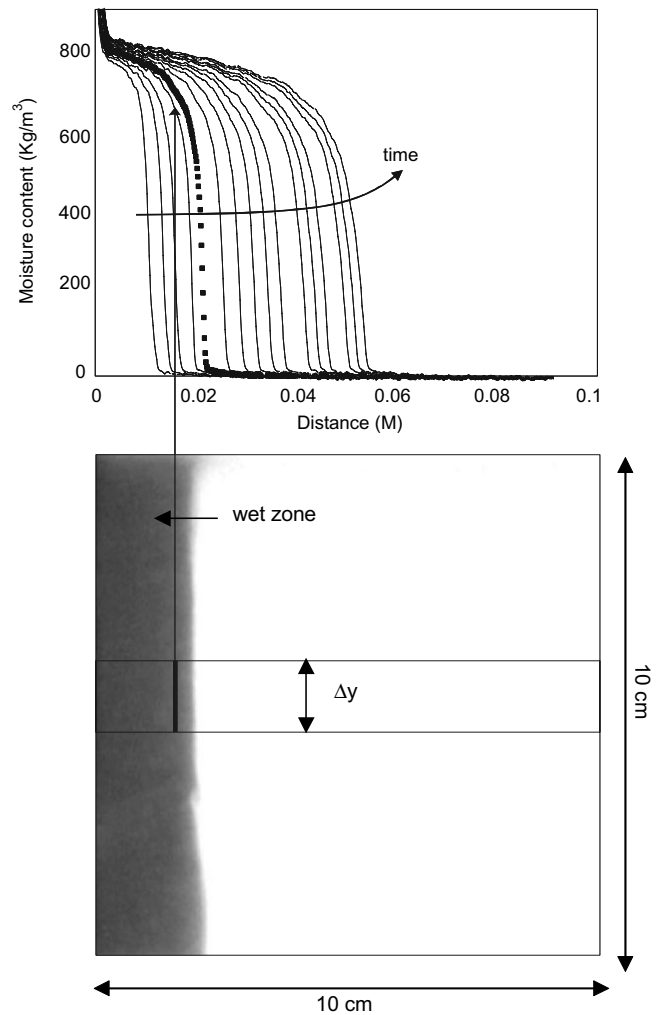 Moisture content (Kg/m³)
800
600
400
200
0
time
0
0.02
0.04
0.06
0.08
0.1
Distance (M)
wet zone
Δy
10 cm
10 cm